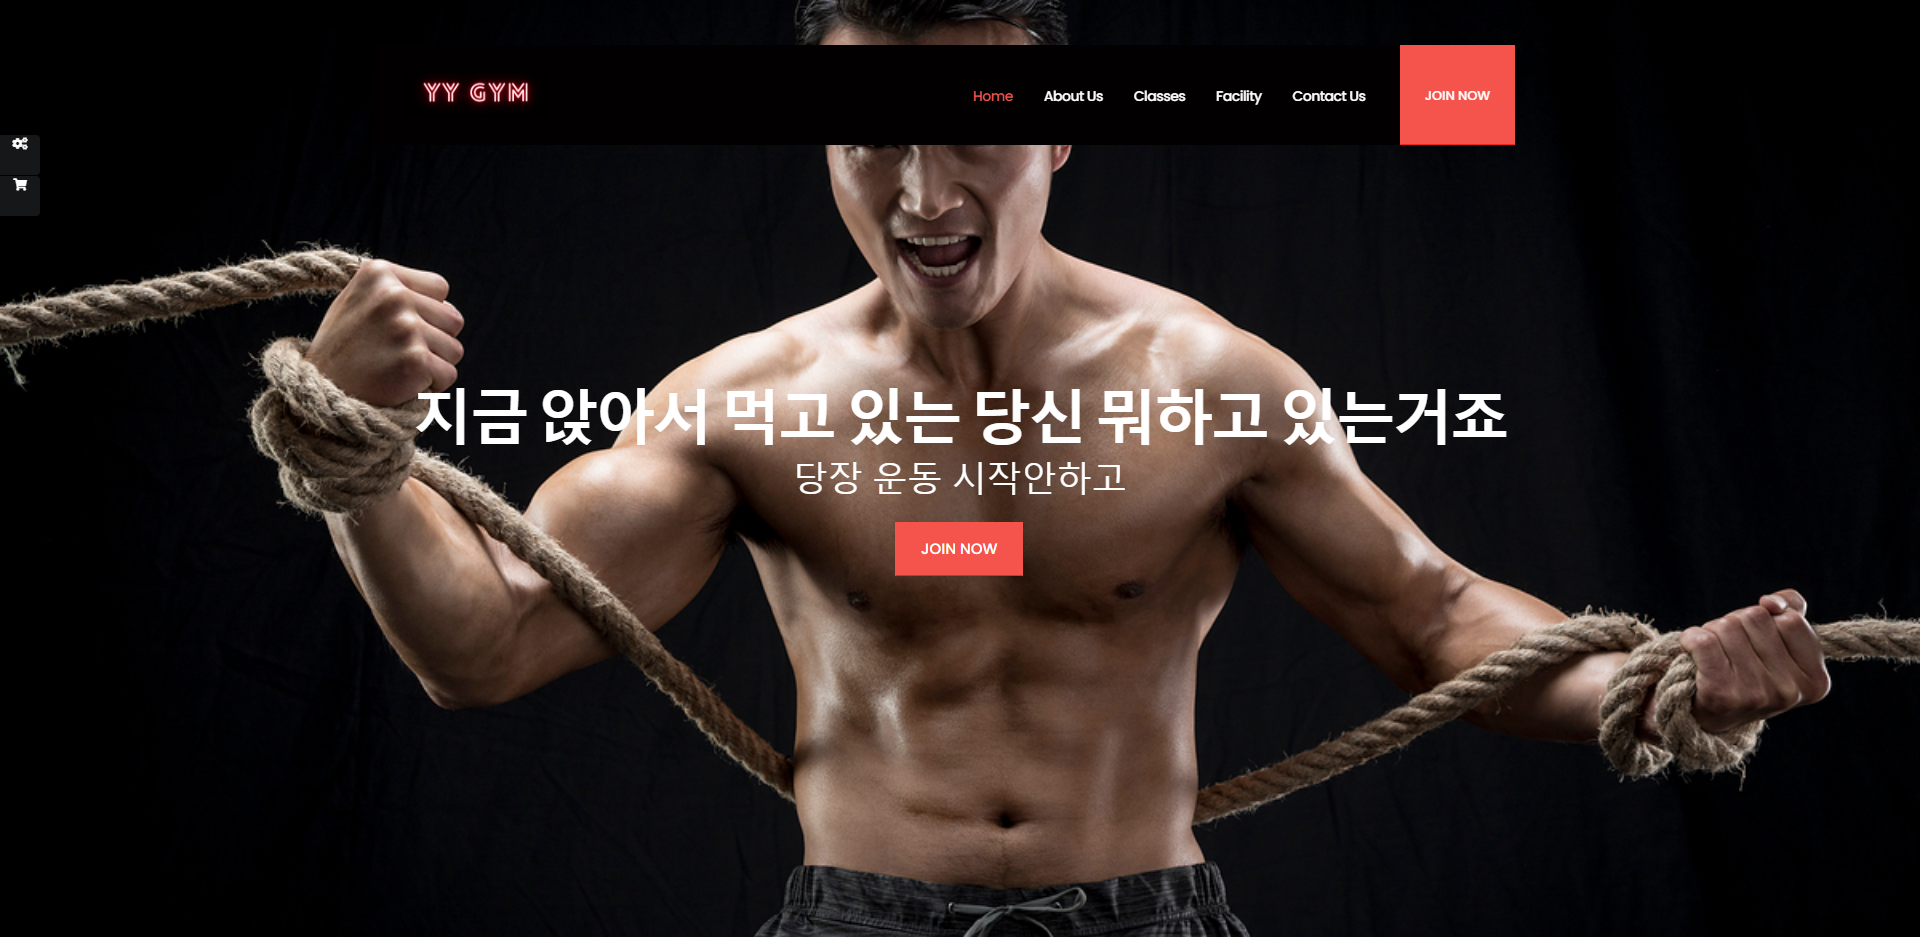 YY GYM
Home
About Us
Classes
Facility
Contact Us
JOIN NOW
지금 앉아서 먹고 있는 당신 뭐하고 있는거죠
당장 운동 시작안하고
JOIN NOW